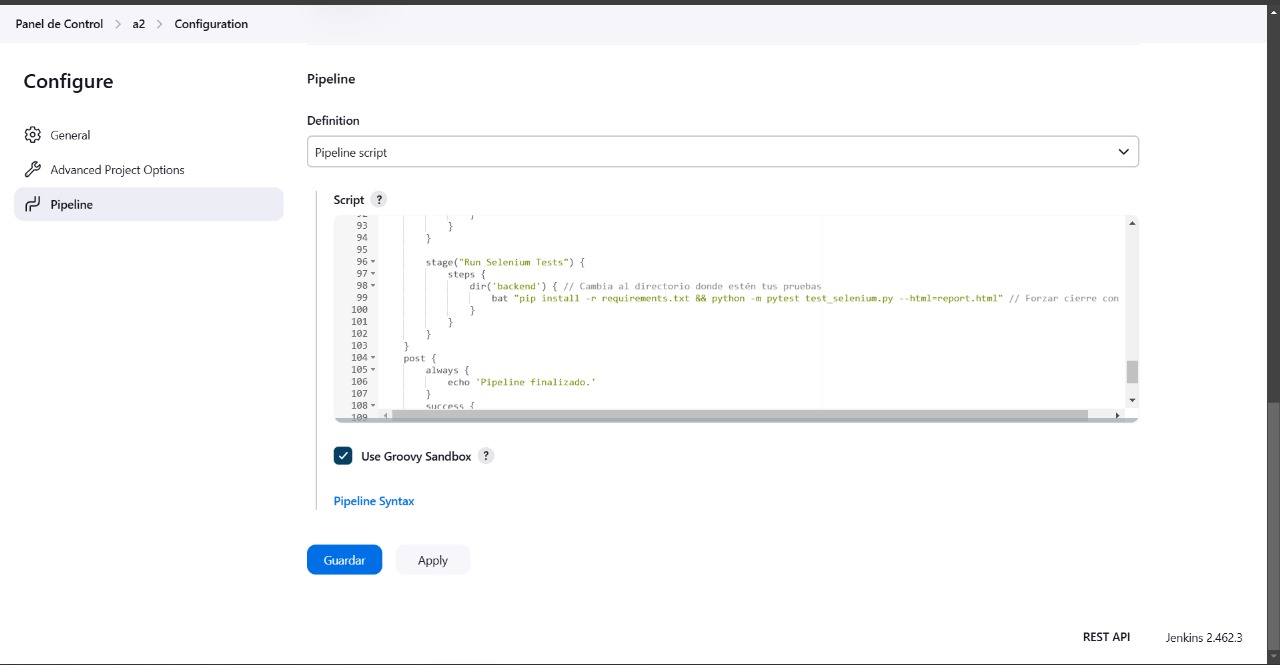 Panel de Control > a2 > Configuration
Configure
General
Advanced Project Options
Pipeline
Pipeline
Definition
Pipeline script
Script ?
92 }
93 }
94 }
95
96 stage("Run Selenium Tests") {
97 steps {
98 dir('backend') { // Cambia al directorio donde estén tus pruebas
99 bat "pip install -r requirements.txt && python -m pytest test_selenium.py --html=report.html" // Forzar cierre con
100 }
101 }
102 }
103 }
104 post {
105 always {
106 echo 'Pipeline finalizado.'
107 }
108 success {
109
Use Groovy Sandbox ?
Pipeline Syntax
Guardar
Apply
REST API
Jenkins 2.462.3